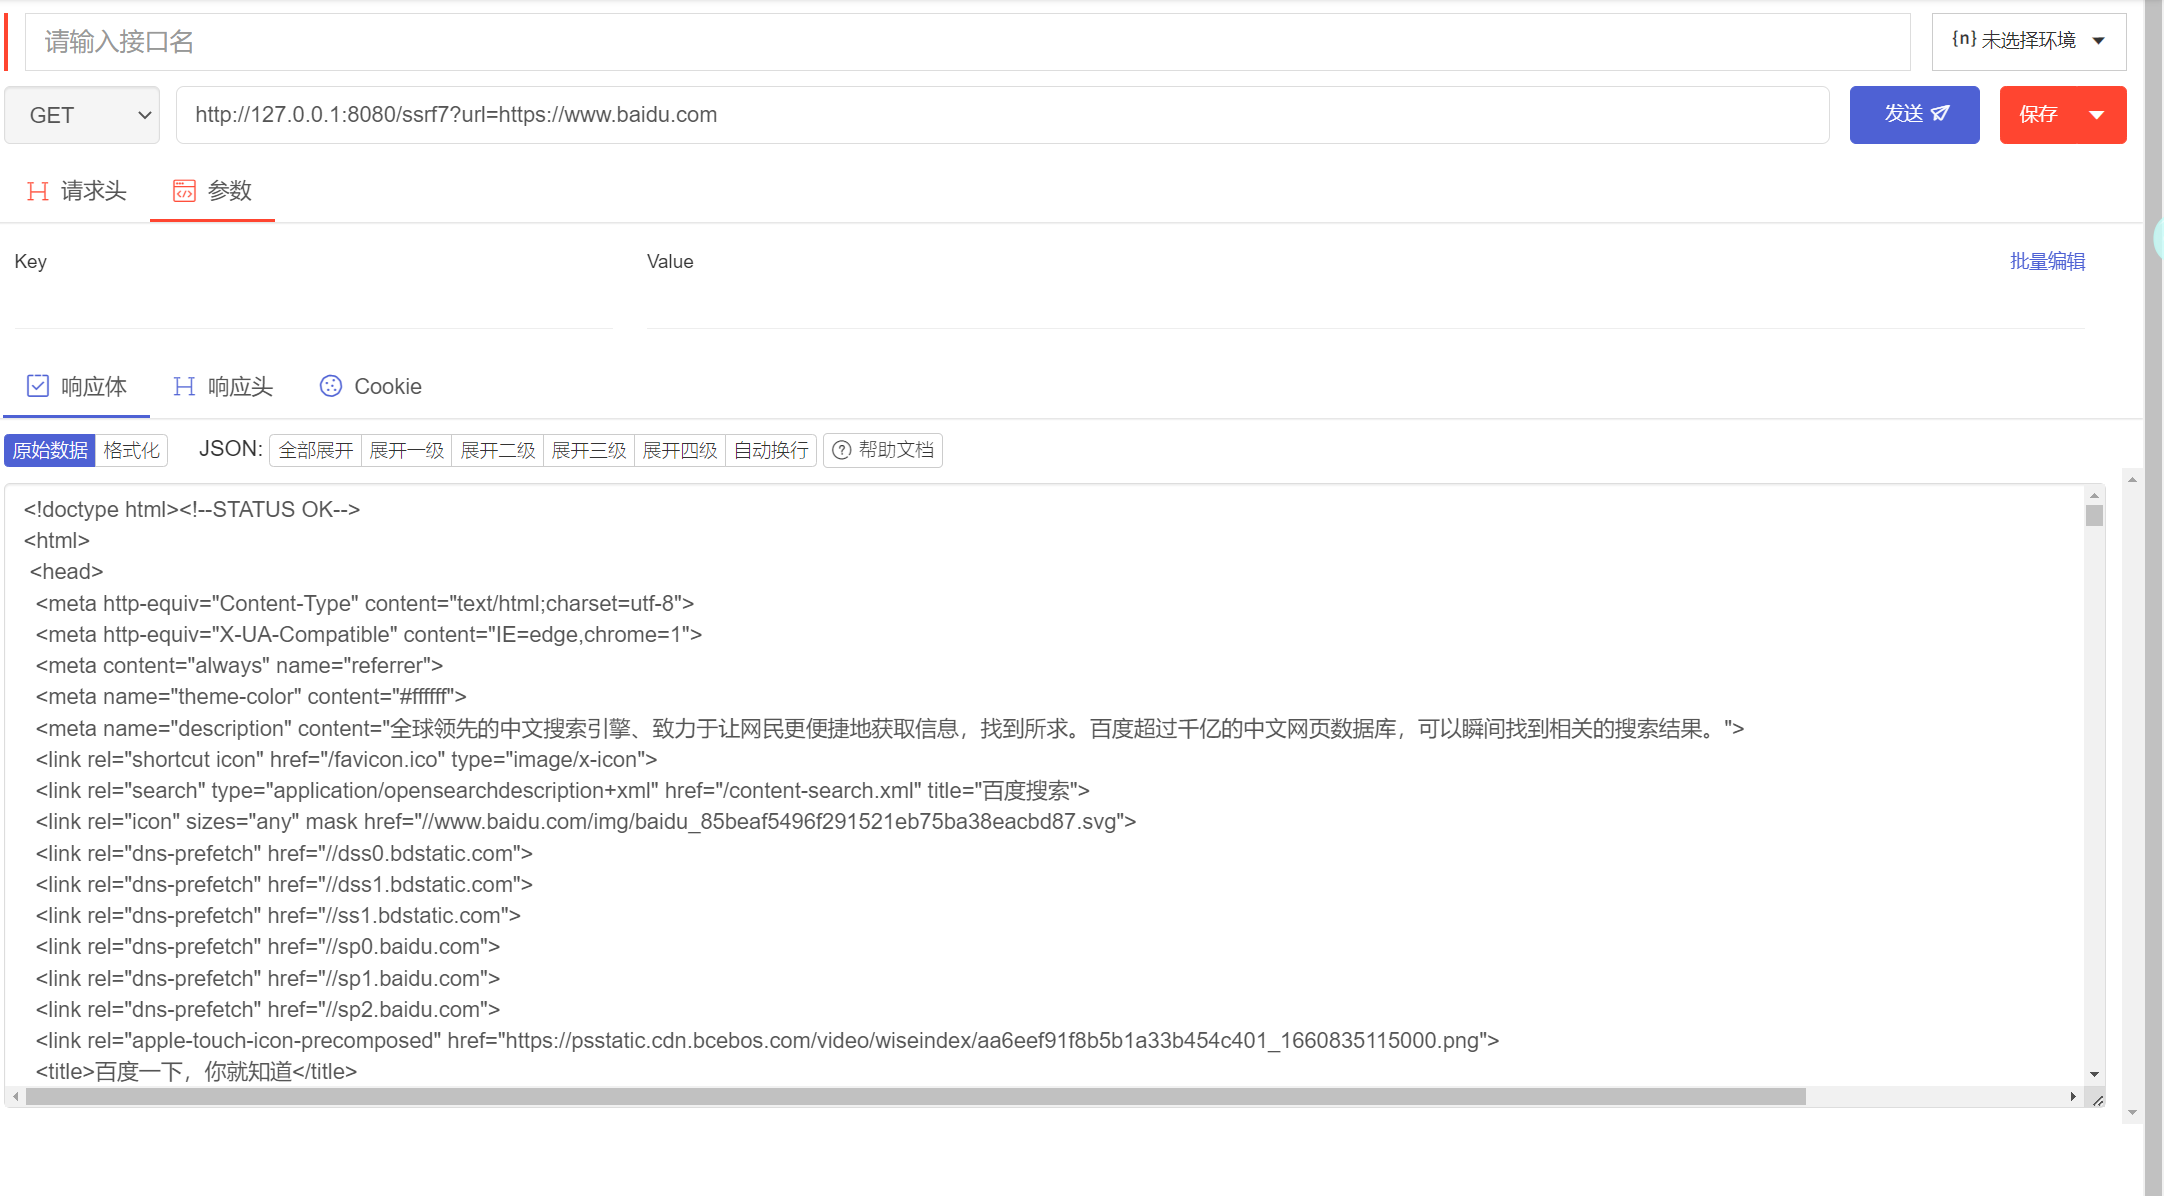 请输入接口名
{n} 未选择环境
GET
http://127.0.0.1:8080/ssrf7?url=https://www.baidu.com
发送
保存
请求头
参数
Key
Value
批量编辑
响应体
响应头
Cookie
原始数据
格式化
JSON:
全部展开
展开一级
展开二级
展开三级
展开四级
自动换行
帮助文档
<!doctype html><!--STATUS OK-->
<html>
<head>
<meta http-equiv="Content-Type" content="text/html;charset=utf-8">
<meta http-equiv="X-UA-Compatible" content="IE=edge,chrome=1">
<meta content="always" name="referrer">
<meta name="theme-color" content="#ffffff">
<meta name="description" content="全球领先的中文搜索引擎、致力于让网民更便捷地获取信息，找到所求。百度超过千亿的中文网页数据库，可以瞬间找到相关的搜索结果。">
<link rel="shortcut icon" href="/favicon.ico" type="image/x-icon">
<link rel="search" type="application/opensearchdescription+xml" href="/content-search.xml" title="百度搜索">
<link rel="icon" sizes="any" mask href="//www.baidu.com/img/baidu_85beaf5496f291521eb75ba38eacbd87.svg">
<link rel="dns-prefetch" href="//dss0.bdstatic.com">
<link rel="dns-prefetch" href="//dss1.bdstatic.com">
<link rel="dns-prefetch" href="//ss1.bdstatic.com">
<link rel="dns-prefetch" href="//sp0.baidu.com">
<link rel="dns-prefetch" href="//sp1.baidu.com">
<link rel="dns-prefetch" href="//sp2.baidu.com">
<link rel="apple-touch-icon-precomposed" href="https://psstatic.cdn.bcebos.com/video/wiseindex/aa6eef91f8b5b1a33b454c401_1660835115000.png">
<title>百度一下，你就知道</title>